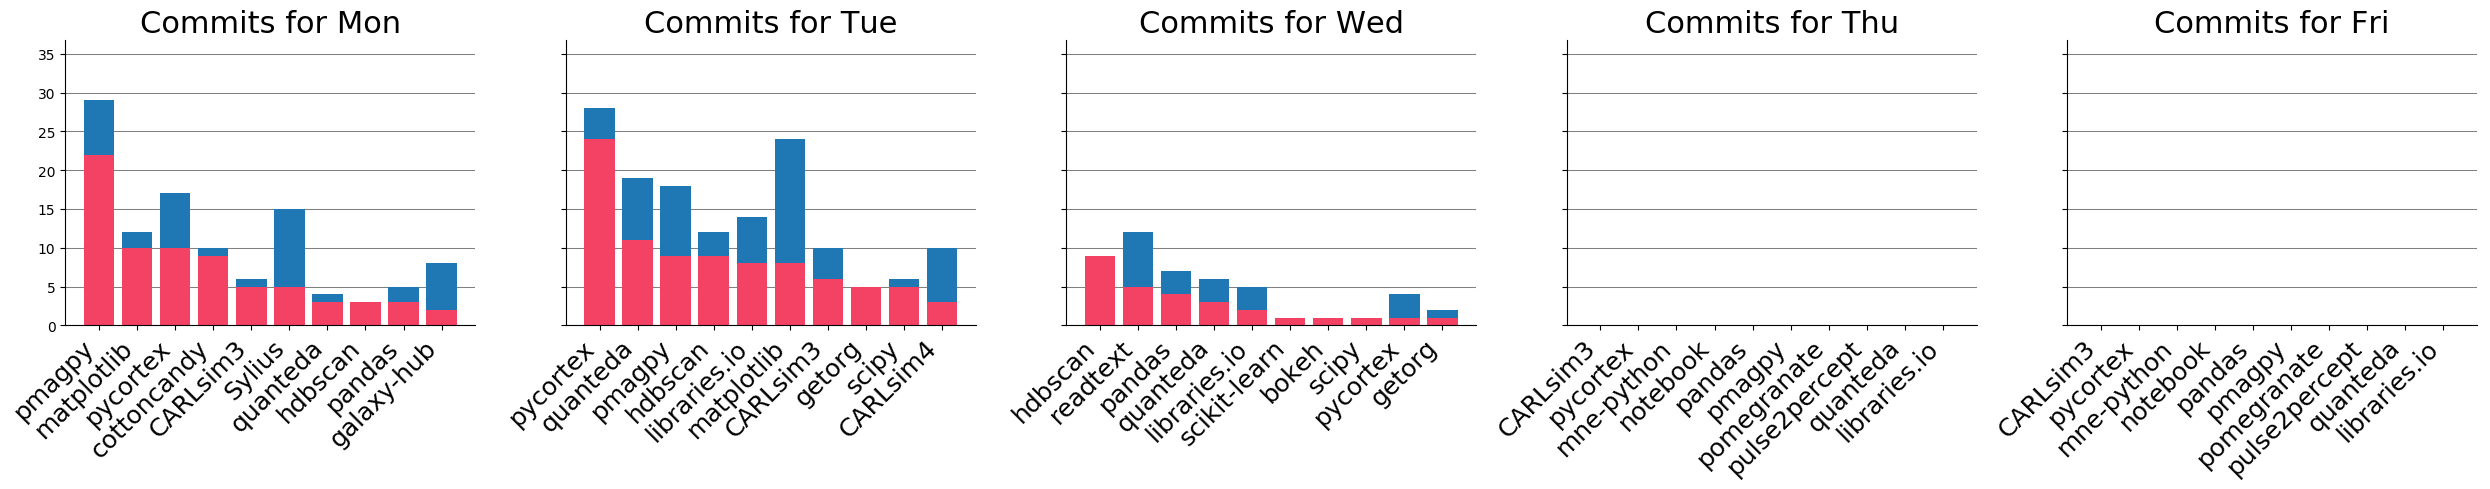 Commits for Mon
Commits for Tue
Commits for Wed
Commits for Thu
Commits for Fri
35
30
25
20
15
10
5
0
pmagpy
matplotlib
pycortex
cottoncandy
CARLsim3
Sylius
quanteda
hdbscan
pandas
galaxy-hub
pycortex
quanteda
pmagpy
hdbscan
libraries.io
matplotlib
CARLsim3
getorg
scipy
CARLsim4
hdbscan
readtext
pandas
quanteda
libraries.io
scikit-learn
bokeh
scipy
pycortex
getorg
CARLsim3
pycortex
mne-python
notebook
pandas
pmagpy
pomegranate
pulse2percept
quanteda
libraries.io
CARLsim3
pycortex
mne-python
notebook
pandas
pmagpy
pomegranate
pulse2percept
quanteda
libraries.io